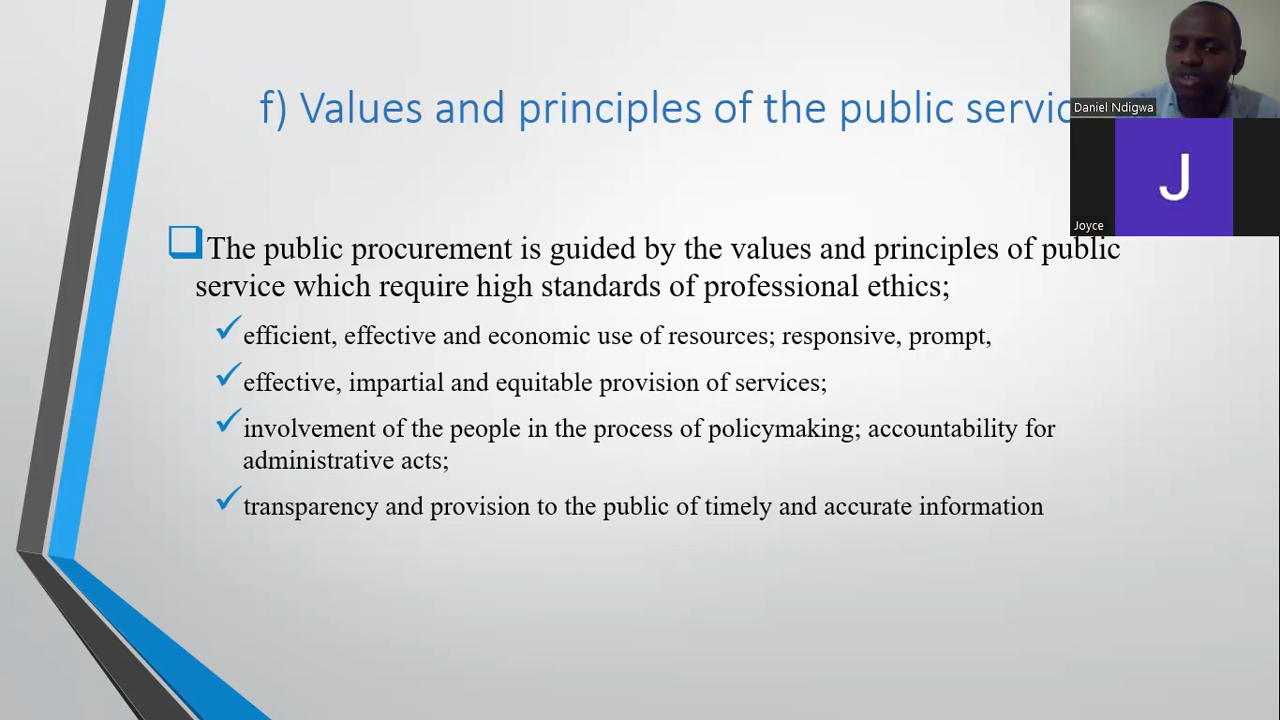 f) Values and principles of the public servic
Daniel Ndigwa
J
Joyce
The public procurement is guided by the values and principles of public
service which require high standards of professional ethics;
efficient, effective and economic use of resources; responsive, prompt,
effective, impartial and equitable provision of services;
involvement of the people in the process of policymaking; accountability for
administrative acts;
transparency and provision to the public of timely and accurate information